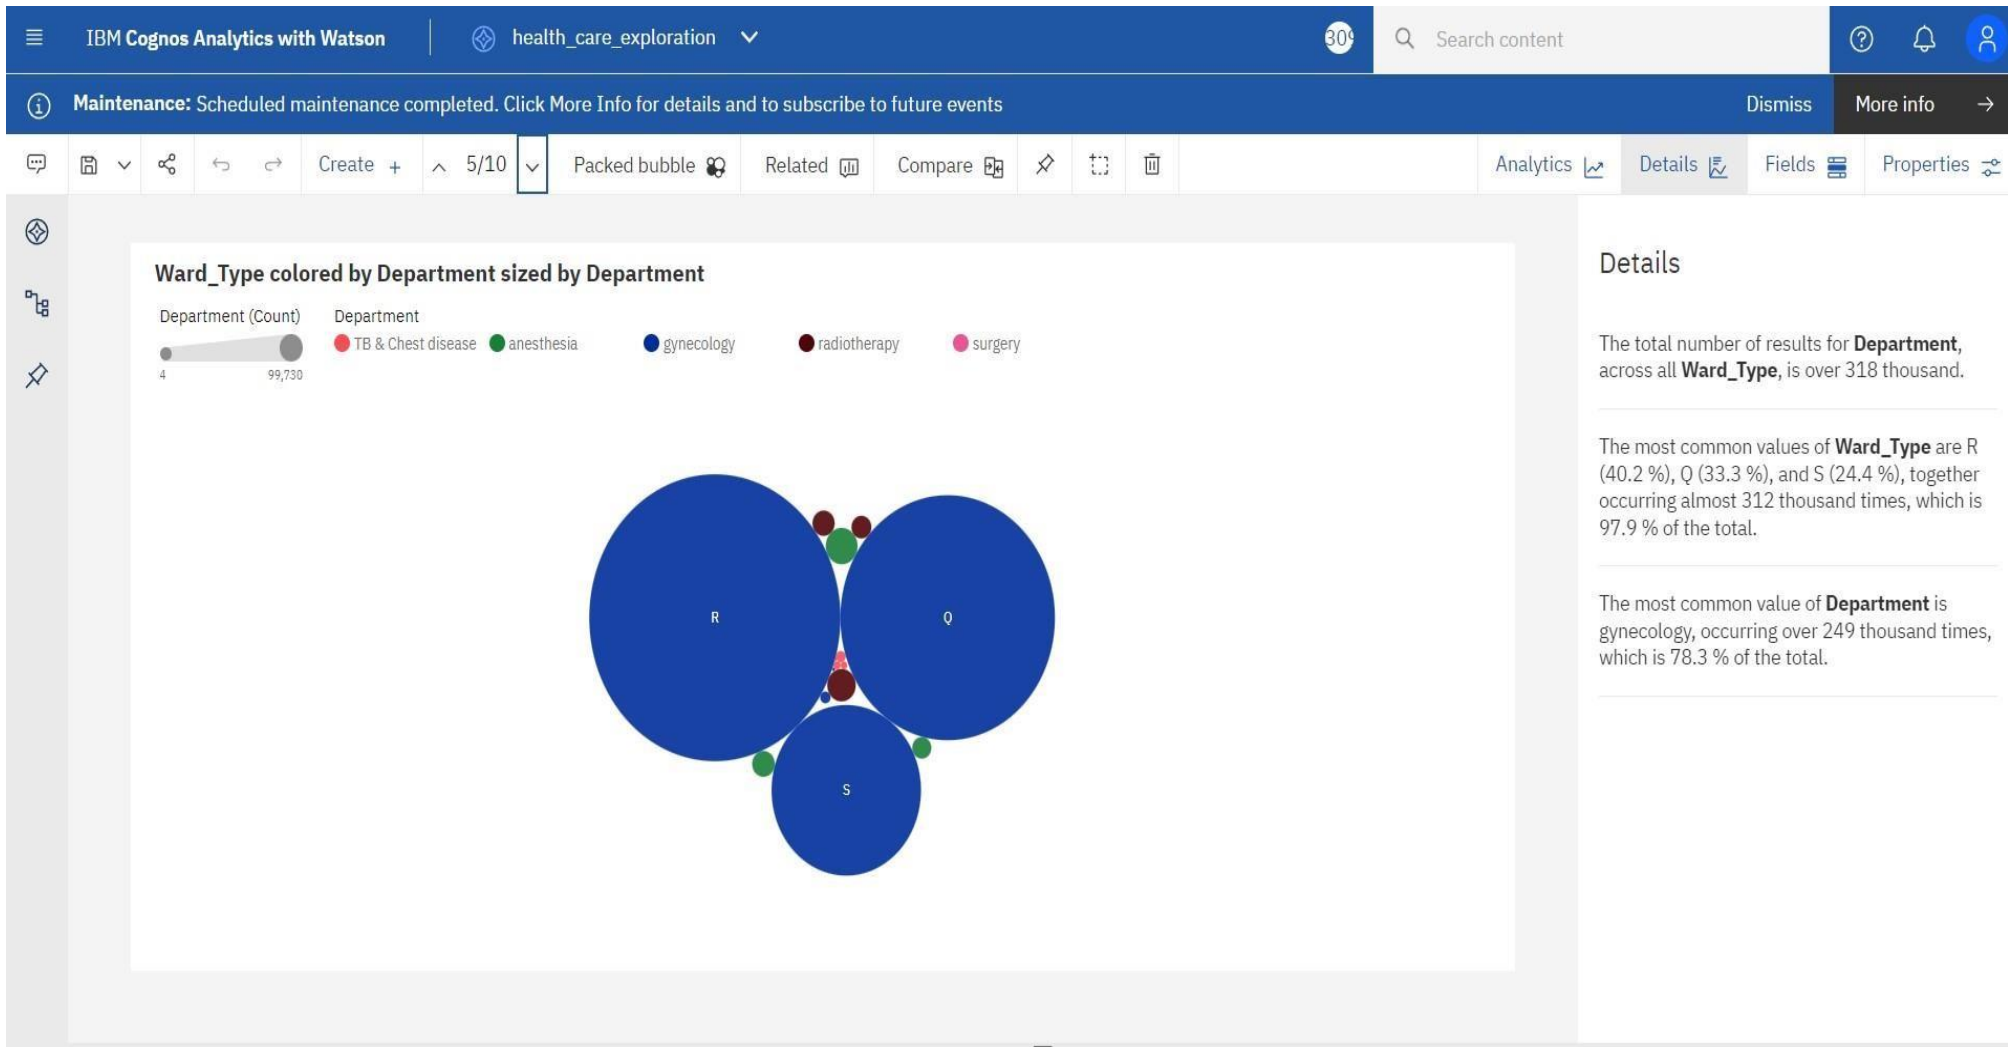 IBM Cognos Analytics with Watson
health_care_exploration
Search content
Maintenance: Scheduled maintenance completed. Click More Info for details and to subscribe to future events
Dismiss
More info
Create +
5/10
Packed bubble
Related
Compare
Analytics
Details
Fields
Properties
Ward_Type colored by Department sized by Department
Department (Count)
4
99,730
Department
TB & Chest disease
anesthesia
gynecology
radiotherapy
surgery
R
Q
S
Details
The total number of results for Department,
across all Ward_Type, is over 318 thousand.
The most common values of Ward_Type are R
(40.2 %), Q (33.3 %), and S (24.4 %), together
occurring almost 312 thousand times, which is
97.9 % of the total.
The most common value of Department is
gynecology, occurring over 249 thousand times,
which is 78.3 % of the total.